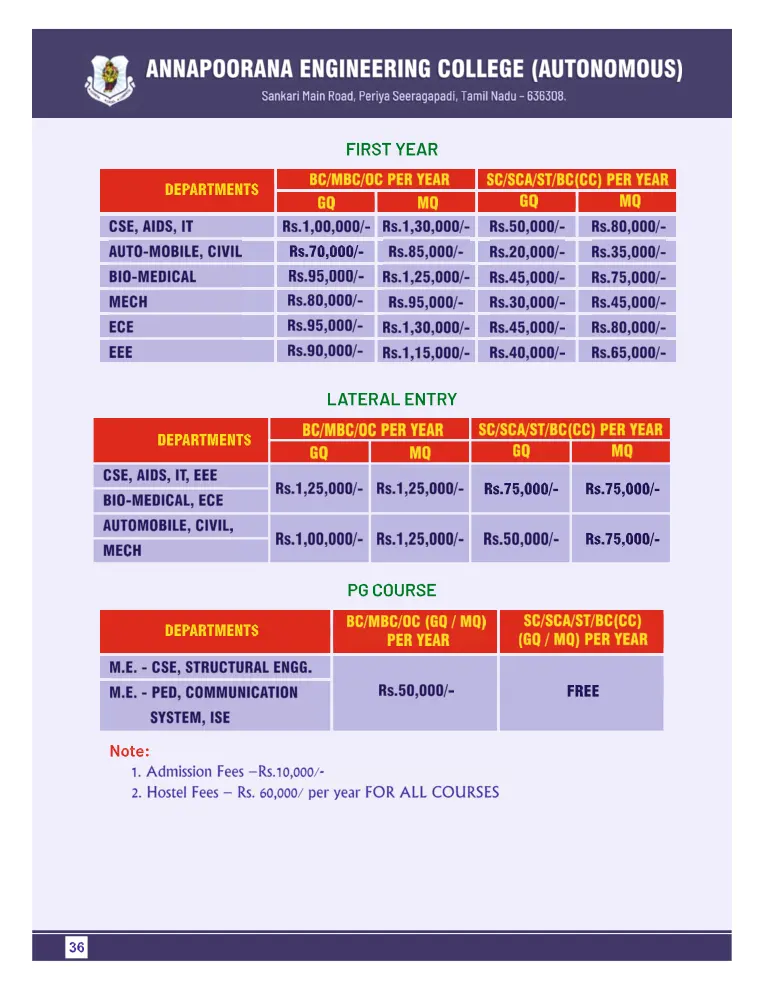 ANNAPOORANA ENGINEERING COLLEGE (AUTONOMOUS)
Sankari Main Road, Periya Seeragapadi, Tamil Nadu - 636308.
FIRST YEAR
DEPARTMENTS BC/MBC/OC PER YEAR SC/SCA/ST/BC(CC) PER YEAR
GQ MQ GQ MQ
CSE, AIDS, IT Rs.1,00,000/- Rs.1,30,000/- Rs.50,000/- Rs.80,000/-
AUTO-MOBILE, CIVIL Rs.70,000/- Rs.85,000/- Rs.20,000/- Rs.35,000/-
BIO-MEDICAL Rs.95,000/- Rs.1,25,000/- Rs.45,000/- Rs.75,000/-
MECH Rs.80,000/- Rs.95,000/- Rs.30,000/- Rs.45,000/-
ECE Rs.95,000/- Rs.1,30,000/- Rs.45,000/- Rs.80,000/-
EEE Rs.90,000/- Rs.1,15,000/- Rs.40,000/- Rs.65,000/-
LATERAL ENTRY
DEPARTMENTS BC/MBC/OC PER YEAR SC/SCA/ST/BC(CC) PER YEAR
GQ MQ GQ MQ
CSE, AIDS, IT, EEE
BIO-MEDICAL, ECE Rs.1,25,000/- Rs.1,25,000/- Rs.75,000/- Rs.75,000/-
AUTOMOBILE, CIVIL,
MECH Rs.1,00,000/- Rs.1,25,000/- Rs.50,000/- Rs.75,000/-
PG COURSE
DEPARTMENTS BC/MBC/OC (GQ / MQ) SC/SCA/ST/BC(CC)
PER YEAR (GQ / MQ) PER YEAR
M.E. - CSE, STRUCTURAL ENGG.
M.E. - PED, COMMUNICATION Rs.50,000/- FREE
SYSTEM, ISE
Note:
1. Admission Fees –Rs.10,000/-
2. Hostel Fees – Rs. 60,000/ per year FOR ALL COURSES
36